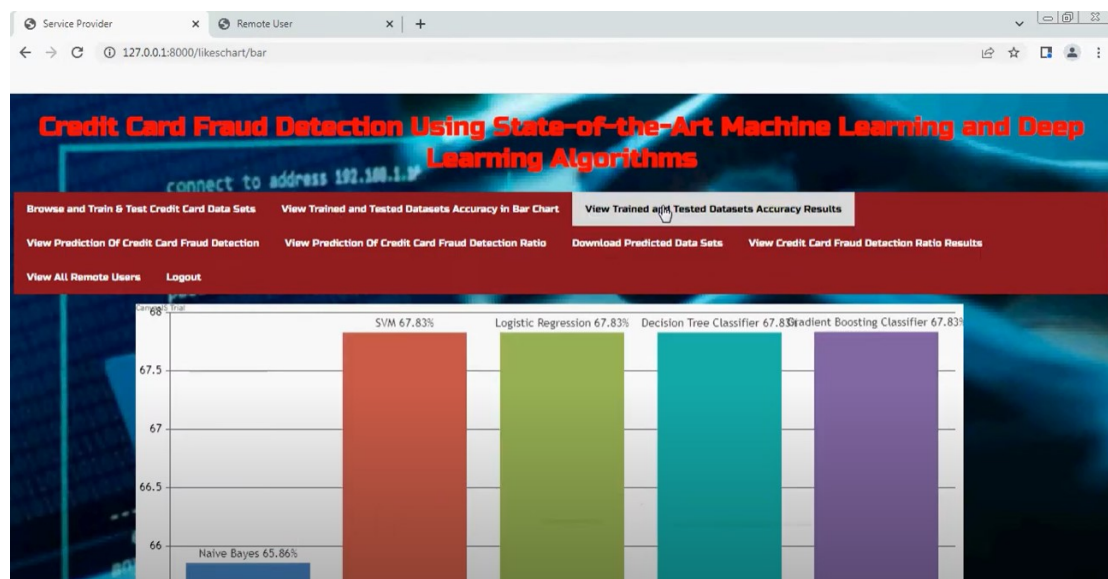 Service Provider
Remote User
127.0.0.1:8000/likeschart/bar
Credit Card Fraud Detection Using State-of-the-Art Machine Learning and Deep
Learning Algorithms
connect to address 192.168.1.
Browse and Train & Test Credit Card Data Sets
View Trained and Tested Datasets Accuracy in Bar Chart
View Trained and Tested Datasets Accuracy Results
View Prediction Of Credit Card Fraud Detection
View Prediction Of Credit Card Fraud Detection Ratio
Download Predicted Data Sets
View Credit Card Fraud Detection Ratio Results
View All Remote Users
Logout
CanvasJS Trial
68
SVM 67.83%
Logistic Regression 67.83%
Decision Tree Classifier 67.83%
Gradient Boosting Classifier 67.83%
67.5
67
66.5
66
Naive Bayes 65.86%